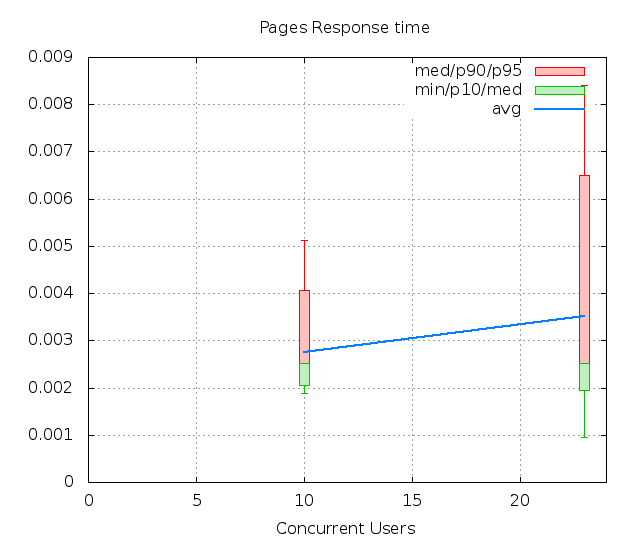 Pages Response time
0.009
0.008
0.007
0.006
0.005
0.004
0.003
0.002
0.001
0
med/p90/p95
min/p10/med
avg
0 5 10 15 20
Concurrent Users